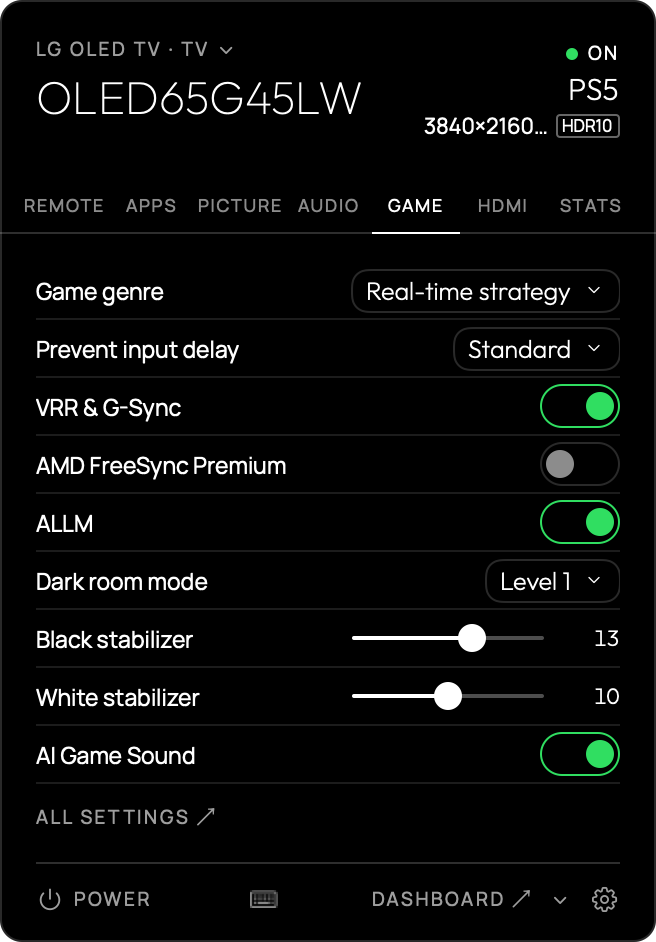 LG OLED TV · TV
ON
OLED65G45LW
PS5
3840×2160... HDR10
REMOTE APPS PICTURE AUDIO GAME HDMI STATS
Game genre Real-time strategy
Prevent input delay Standard
VRR & G-Sync
AMD FreeSync Premium
ALLM
Dark room mode Level 1
Black stabilizer 13
White stabilizer 10
AI Game Sound
ALL SETTINGS
POWER DASHBOARD